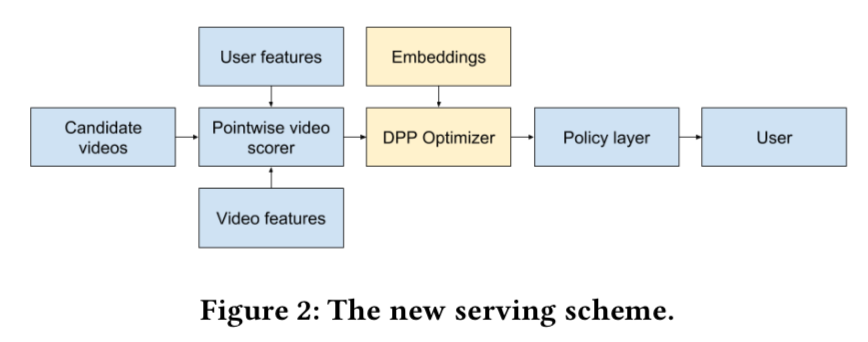 User features
Embeddings
Candidate
videos
Pointwise video
scorer
DPP Optimizer
Policy layer
User
Video features
Figure 2: The new serving scheme.